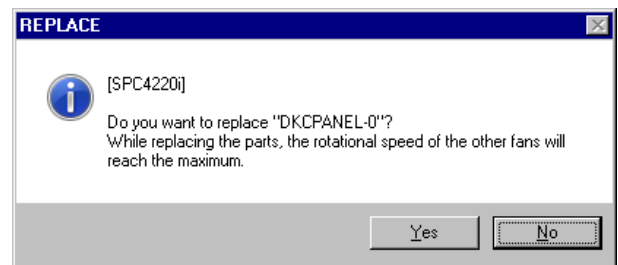 REPLACE
[SPC4220i]
Do you want to replace "DKCPANEL-0"?
While replacing the parts, the rotational speed of the other fans will
reach the maximum.
Yes
No